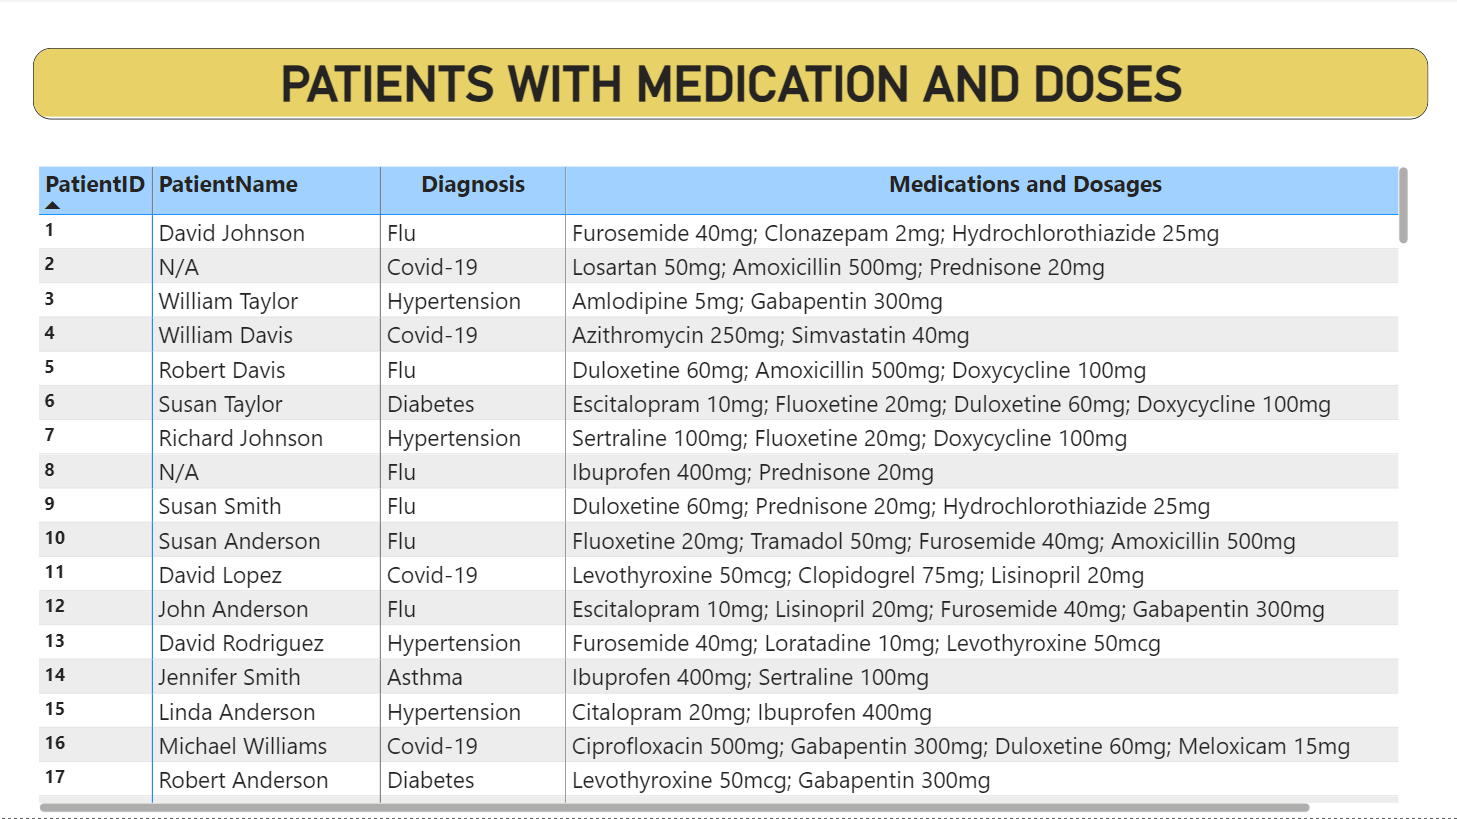 PATIENTS WITH MEDICATION AND DOSES
PatientID PatientName Diagnosis Medications and Dosages
1 David Johnson Flu Furosemide 40mg; Clonazepam 2mg; Hydrochlorothiazide 25mg
2 N/A Covid-19 Losartan 50mg; Amoxicillin 500mg; Prednisone 20mg
3 William Taylor Hypertension Amlodipine 5mg; Gabapentin 300mg
4 William Davis Covid-19 Azithromycin 250mg; Simvastatin 40mg
5 Robert Davis Flu Duloxetine 60mg; Amoxicillin 500mg; Doxycycline 100mg
6 Susan Taylor Diabetes Escitalopram 10mg; Fluoxetine 20mg; Duloxetine 60mg; Doxycycline 100mg
7 Richard Johnson Hypertension Sertraline 100mg; Fluoxetine 20mg; Doxycycline 100mg
8 N/A Flu Ibuprofen 400mg; Prednisone 20mg
9 Susan Smith Flu Duloxetine 60mg; Prednisone 20mg; Hydrochlorothiazide 25mg
10 Susan Anderson Flu Fluoxetine 20mg; Tramadol 50mg; Furosemide 40mg; Amoxicillin 500mg
11 David Lopez Covid-19 Levothyroxine 50mcg; Clopidogrel 75mg; Lisinopril 20mg
12 John Anderson Flu Escitalopram 10mg; Lisinopril 20mg; Furosemide 40mg; Gabapentin 300mg
13 David Rodriguez Hypertension Furosemide 40mg; Loratadine 10mg; Levothyroxine 50mcg
14 Jennifer Smith Asthma Ibuprofen 400mg; Sertraline 100mg
15 Linda Anderson Hypertension Citalopram 20mg; Ibuprofen 400mg
16 Michael Williams Covid-19 Ciprofloxacin 500mg; Gabapentin 300mg; Duloxetine 60mg; Meloxicam 15mg
17 Robert Anderson Diabetes Levothyroxine 50mcg; Gabapentin 300mg